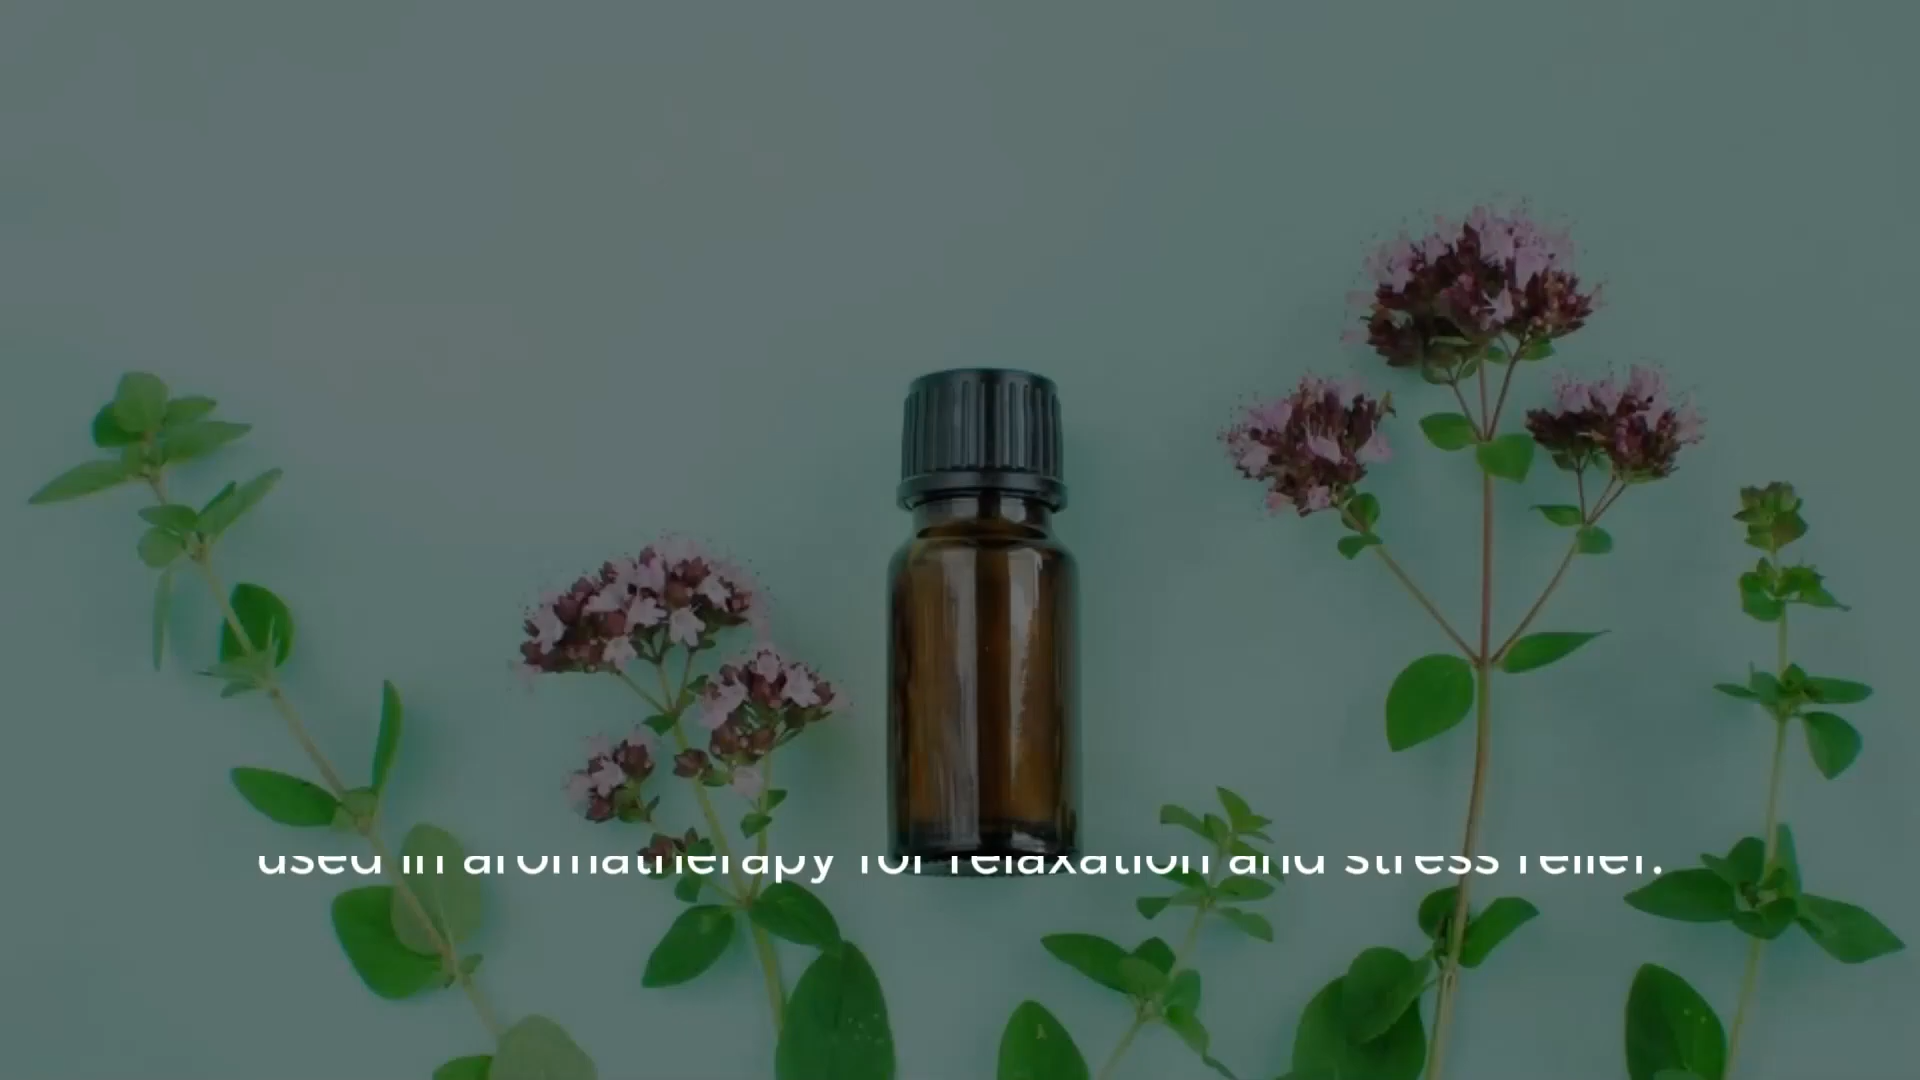 used in aromatherapy for relaxation and stress relief.